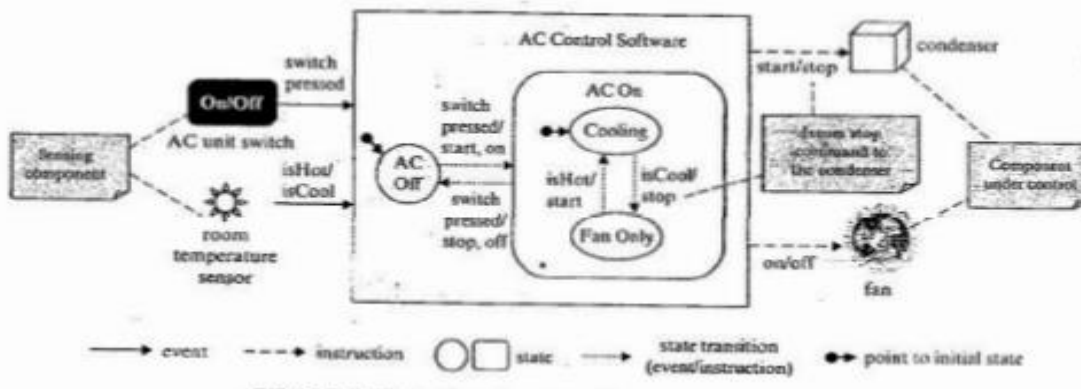 AC Control Software
switch
pressed
On/Off
AC unit switch
Sensing
component
isHot/
isCool
room
temperature
sensor
AC
Off
switch
pressed/
start, on
switch
pressed/
stop, off
AC On
Cooling
isHot/
start
isCool/
stop
Fan Only
start/stop
condenser
Issue stop
command to
the condenser
Component
under control
on/off
fan
event
instruction
state
state transition
(event/instruction)
point to initial state